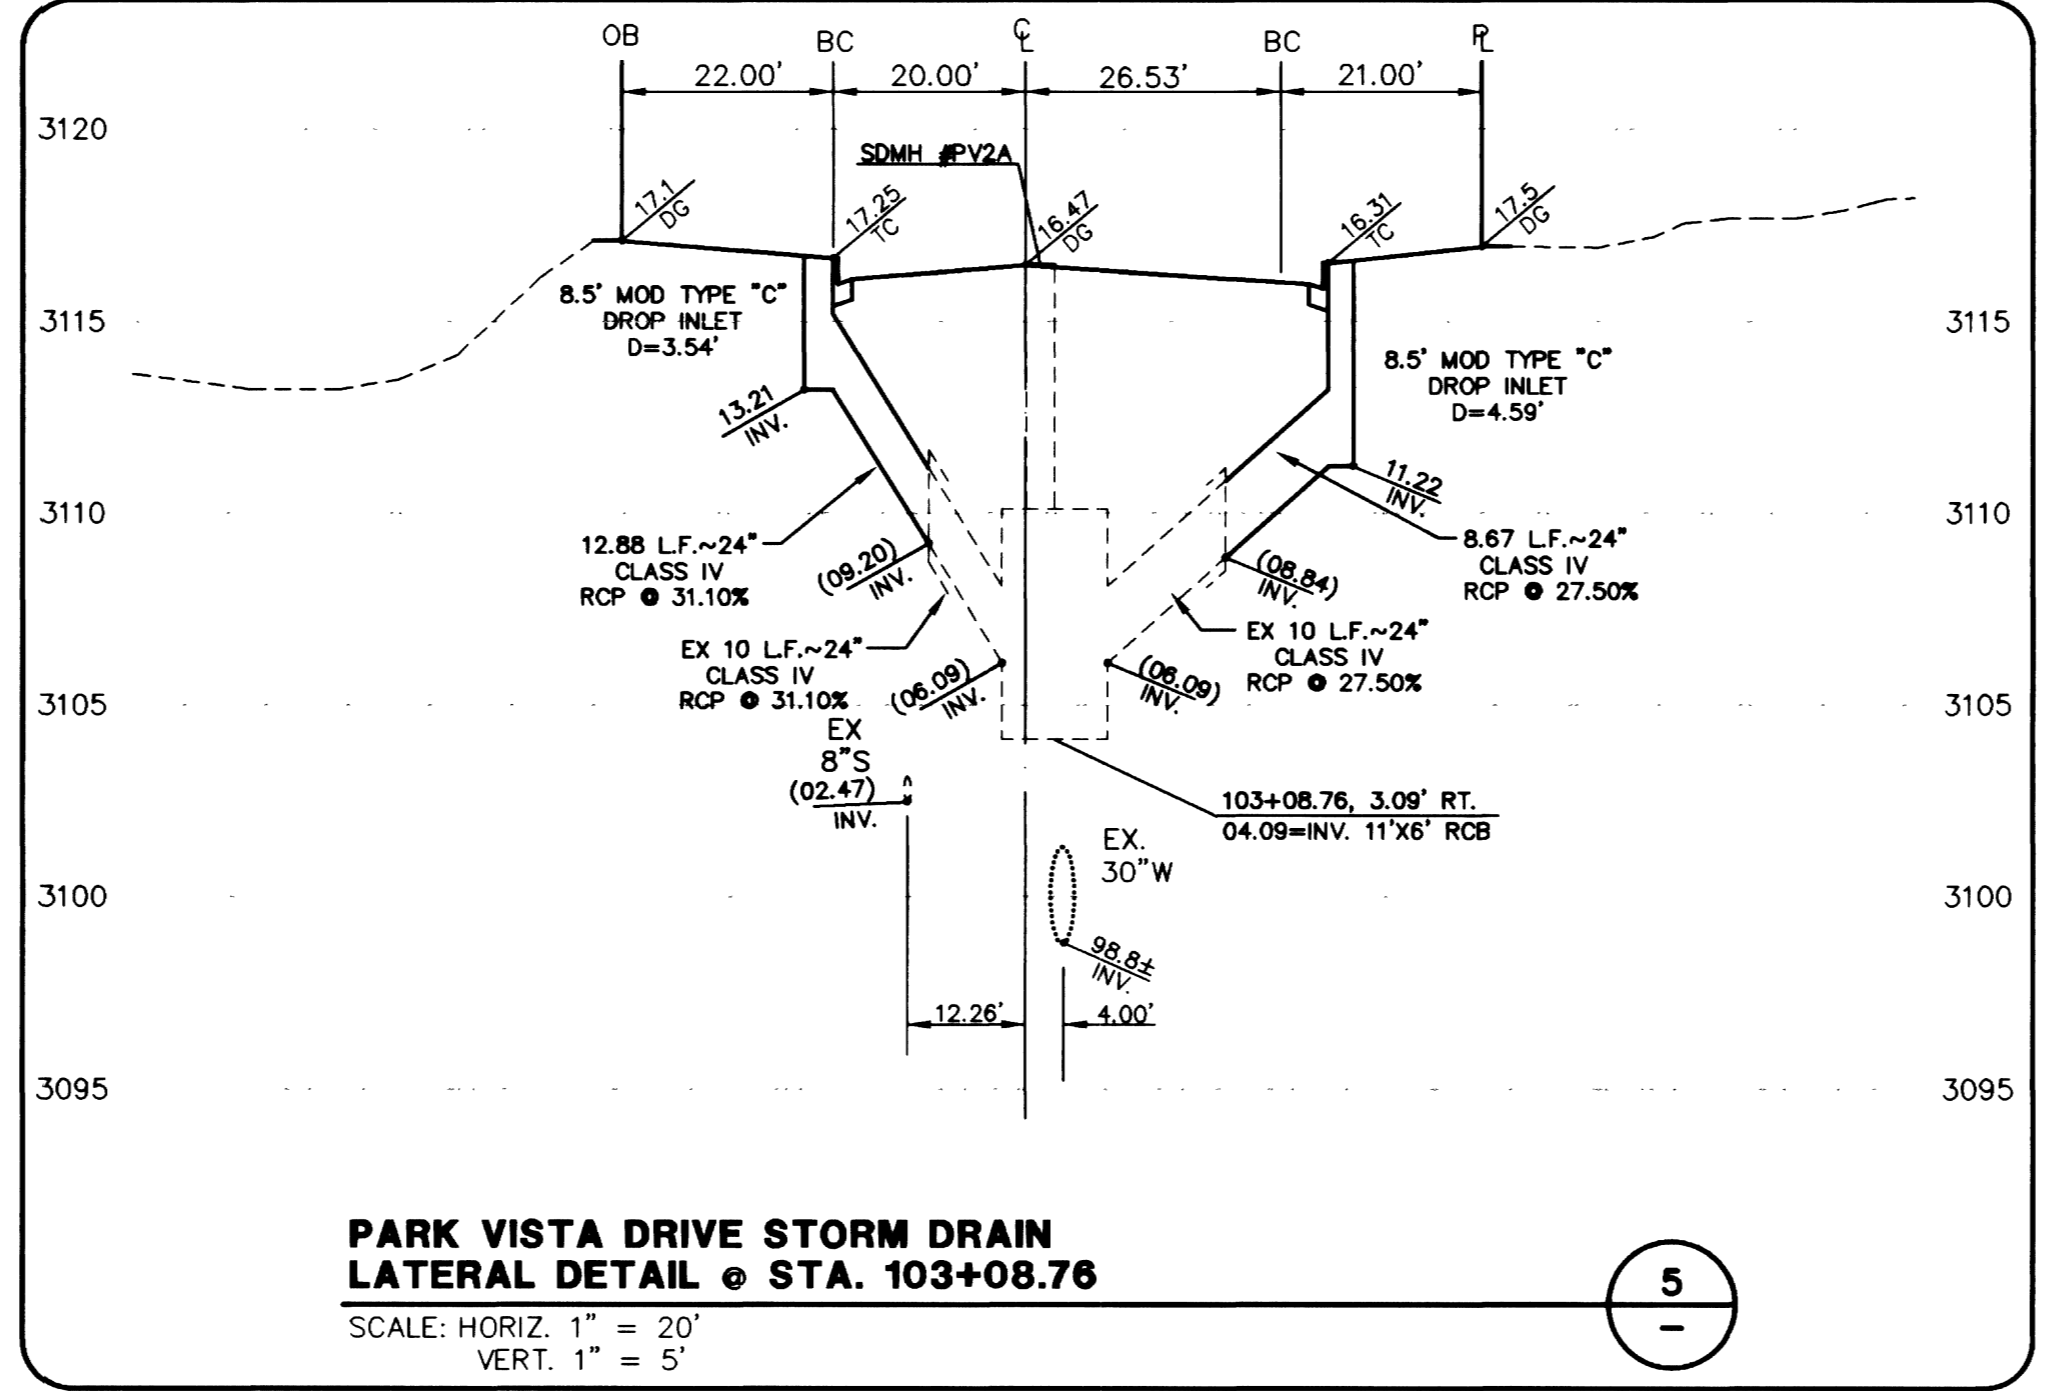 OB
BC
℄
BC
PL
22.00'
20.00'
26.53'
21.00'
3120
SDMH #PV2A
17.1
DG
17.25
TC
16.47
DG
16.31
TC
17.5
DG
8.5' MOD TYPE "C"
DROP INLET
D=3.54'
3115
3115
8.5' MOD TYPE "C"
DROP INLET
D=4.59'
13.21
INV.
11.22
INV.
3110
3110
12.88 L.F.~24"
CLASS IV
RCP @ 31.10%
(09.20)
INV.
(08.84)
INV.
8.67 L.F.~24"
CLASS IV
RCP @ 27.50%
EX 10 L.F.~24"
CLASS IV
RCP @ 31.10%
(06.09)
INV.
(06.09)
INV.
EX 10 L.F.~24"
CLASS IV
RCP @ 27.50%
3105
3105
EX
8"S
(02.47)
INV.
103+08.76, 3.09' RT.
04.09=INV. 11'X6' RCB
EX.
30"W
3100
3100
98.8±
INV.
12.26'
4.00'
3095
3095
PARK VISTA DRIVE STORM DRAIN
LATERAL DETAIL @ STA. 103+08.76
SCALE: HORIZ. 1" = 20'
VERT. 1" = 5'
5
–